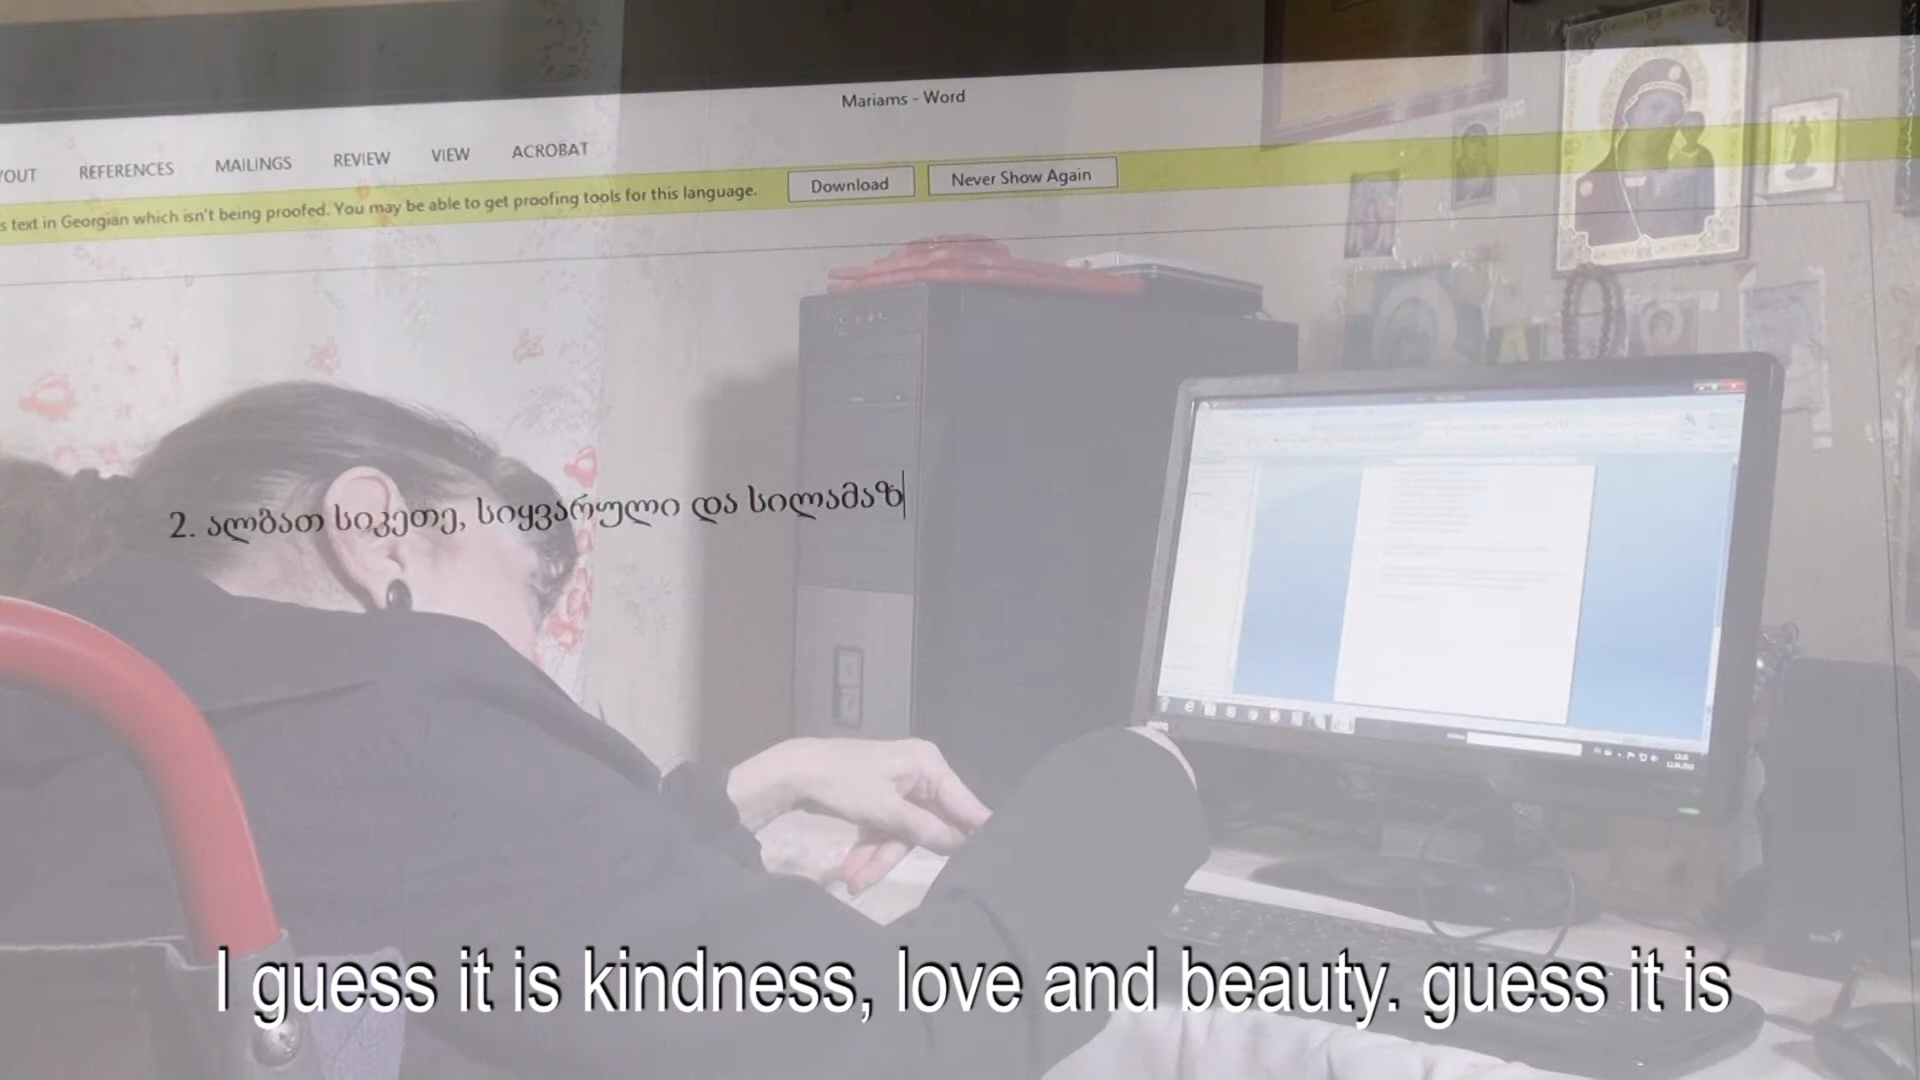 Mariams - Word
YOUT REFERENCES MAILINGS REVIEW VIEW ACROBAT
s text in Georgian which isn't being proofed. You may be able to get proofing tools for this language. Download Never Show Again
2. ალბათ სიკეთე, სიყვარული და სილამაზ
I guess it is kindness, love and beauty. guess it is